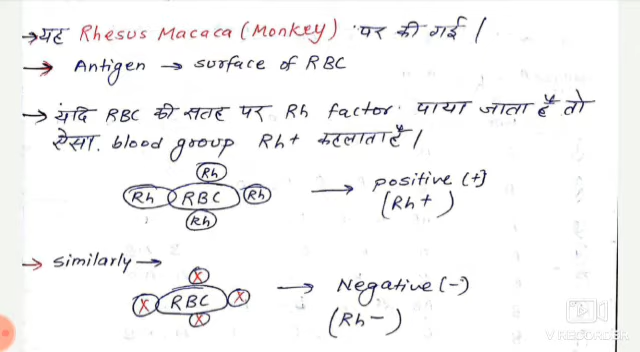 → यह Rhesus Macaca (Monkey) पर की गई |
→ Antigen → surface of RBC
→ यदि RBC की सतह पर Rh factor. पाया जाता है तो
ऐसा. blood group Rh+ कहलाता है |
Rh
Rh RBC Rh → positive (+)
Rh (Rh+)
→ similarly →
X
X RBC X → Negative (-)
X (Rh-)
V RECORDER